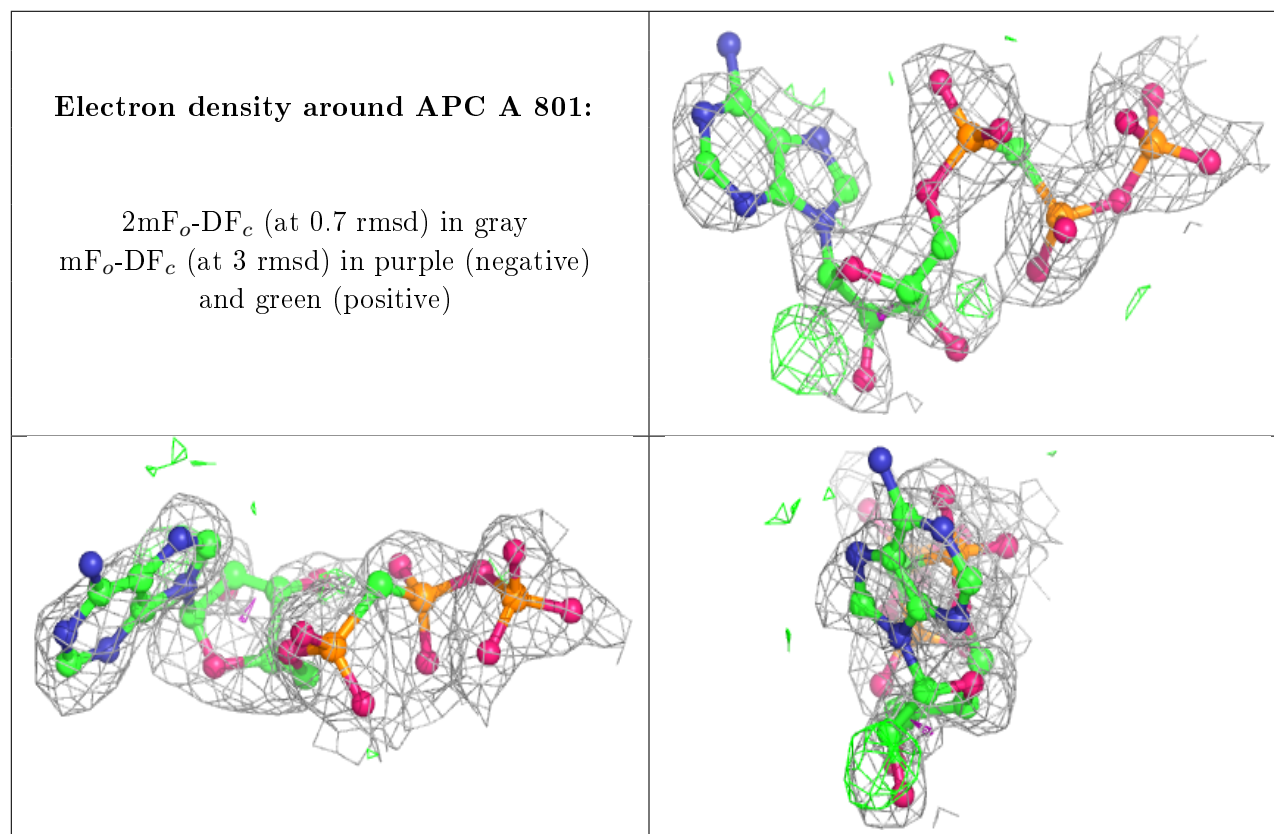 Electron density around APC A 801:
2mFₒ-DF𝒸 (at 0.7 rmsd) in gray
mFₒ-DF𝒸 (at 3 rmsd) in purple (negative)
and green (positive)